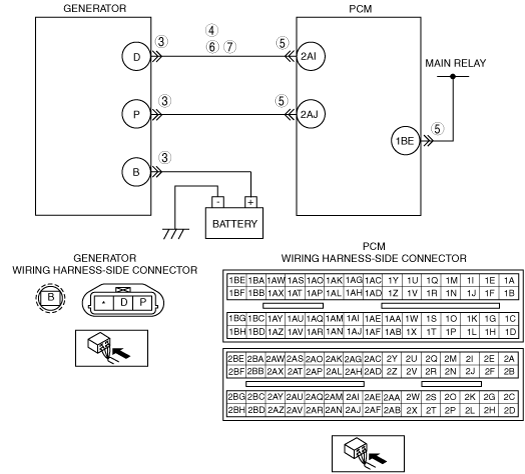 GENERATOR
PCM
3
4
6 7
5
D
2AI
MAIN RELAY
3
5
P
2AJ
5
1BE
3
B
- +
BATTERY
GENERATOR
WIRING HARNESS-SIDE CONNECTOR
B
* D P
PCM
WIRING HARNESS-SIDE CONNECTOR
1BE 1BA 1AW 1AS 1AO 1AK 1AG 1AC 1Y 1U 1Q 1M 1I 1E 1A
1BF 1BB 1AX 1AT 1AP 1AL 1AH 1AD 1Z 1V 1R 1N 1J 1F 1B
1BG 1BC 1AY 1AU 1AQ 1AM 1AI 1AE 1AA 1W 1S 1O 1K 1G 1C
1BH 1BD 1AZ 1AV 1AR 1AN 1AJ 1AF 1AB 1X 1T 1P 1L 1H 1D
2BE 2BA 2AW 2AS 2AO 2AK 2AG 2AC 2Y 2U 2Q 2M 2I 2E 2A
2BF 2BB 2AX 2AT 2AP 2AL 2AH 2AD 2Z 2V 2R 2N 2J 2F 2B
2BG 2BC 2AY 2AU 2AQ 2AM 2AI 2AE 2AA 2W 2S 2O 2K 2G 2C
2BH 2BD 2AZ 2AV 2AR 2AN 2AJ 2AF 2AB 2X 2T 2P 2L 2H 2D